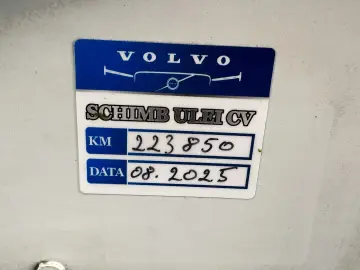 VOLVO
SCHIMB ULEI CV
KM 223850
DATA 08.2025